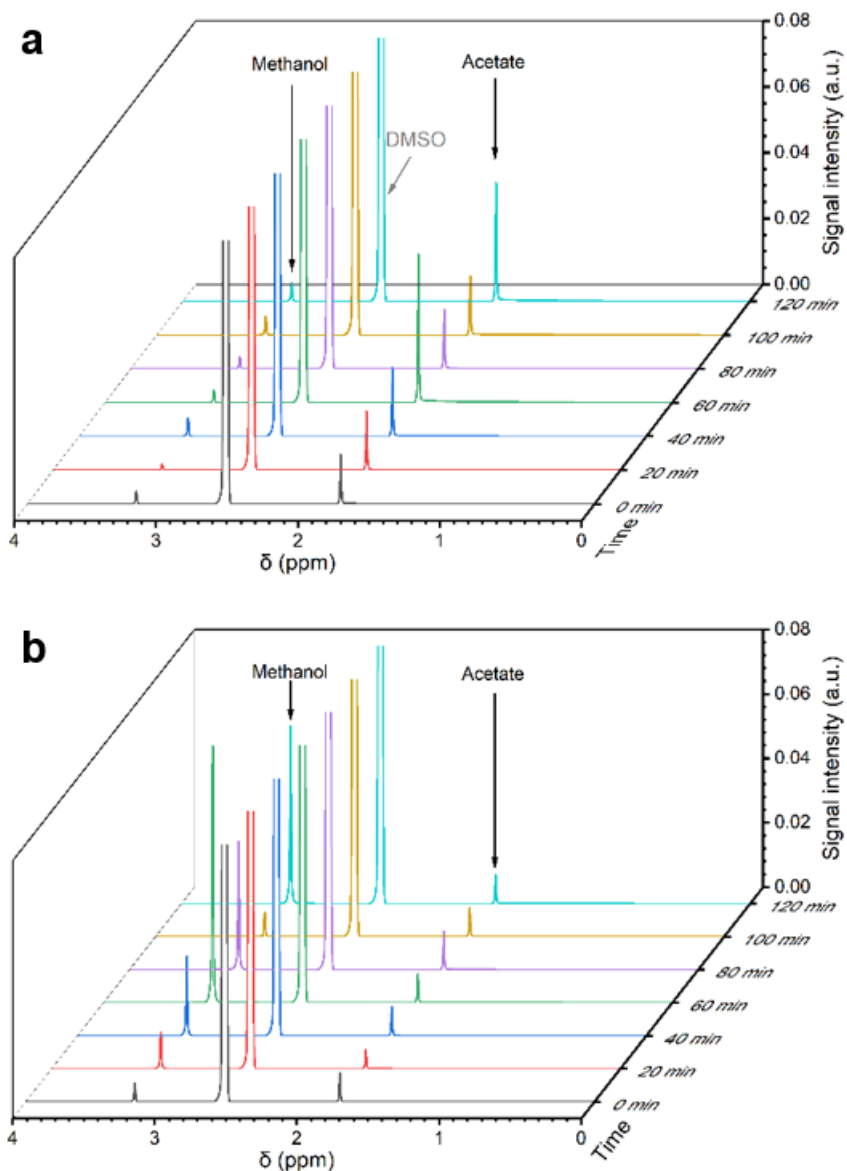 a
Methanol
Acetate
DMSO
0.08
0.06
0.04
0.02
0.00
Signal intensity (a.u.)
120 min
100 min
80 min
60 min
40 min
20 min
0 min
Time
4
3
2
1
0
δ (ppm)
b
Methanol
Acetate
0.08
0.06
0.04
0.02
0.00
Signal intensity (a.u.)
120 min
100 min
80 min
60 min
40 min
20 min
0 min
Time
4
3
2
1
0
δ (ppm)